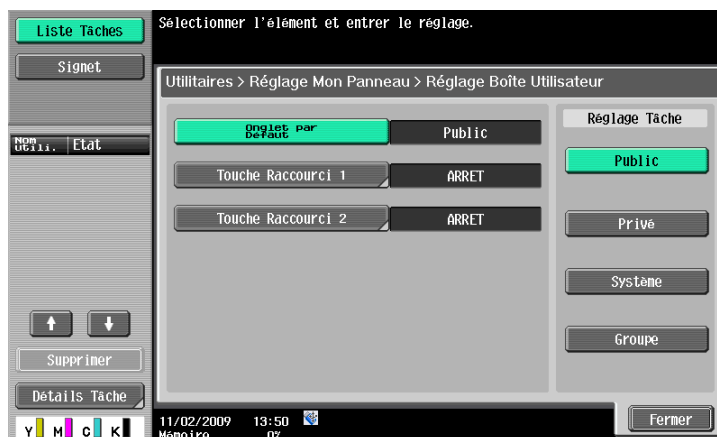 Liste Tâches
Signet
Nom
Utili.
Etat
Supprimer
Détails Tâche
Y M C K
Sélectionner l'élément et entrer le réglage.
Utilitaires > Réglage Mon Panneau > Réglage Boîte Utilisateur
Onglet par
Défaut
Public
Touche Raccourci 1
ARRET
Touche Raccourci 2
ARRET
Réglage Tâche
Public
Privé
Système
Groupe
11/02/2009 13:50
Mémoire 0%
Fermer